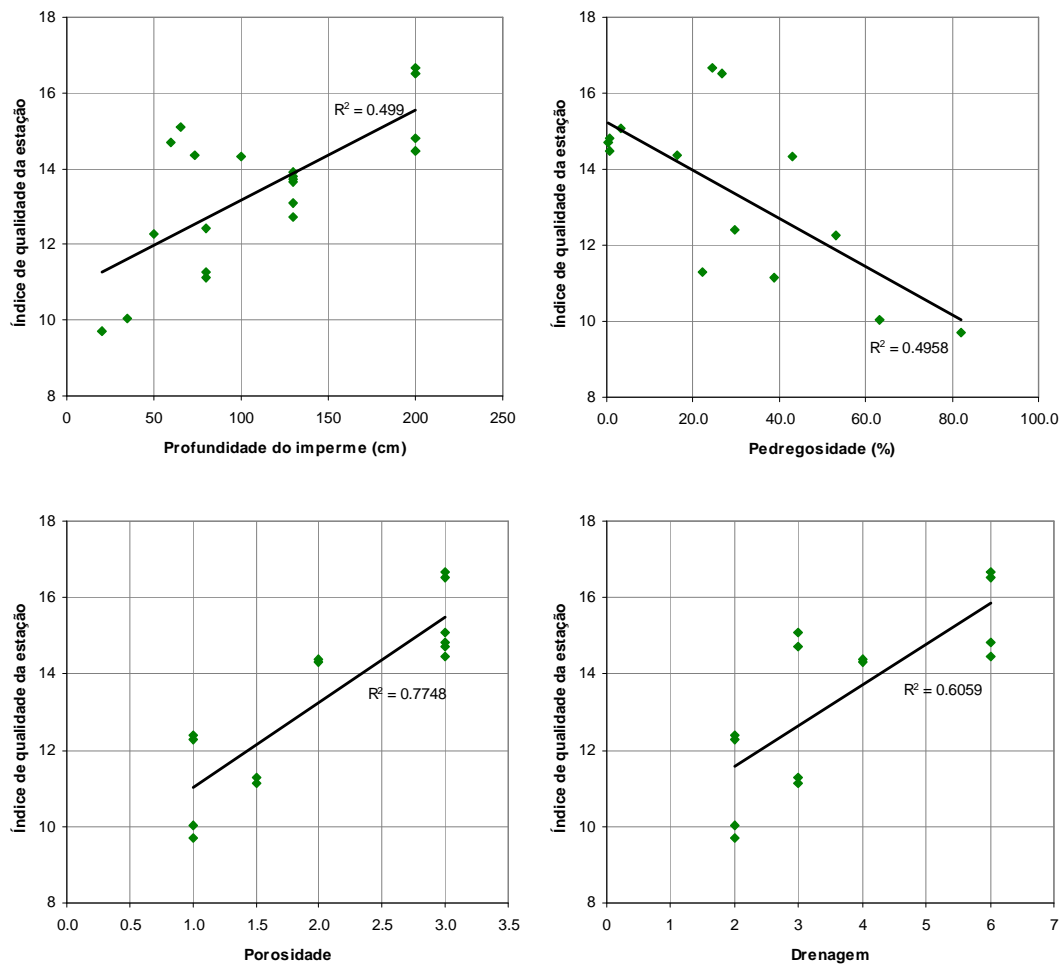 18
16
14
12
10
8
Índice de qualidade da estação
R² = 0.499
0 50 100 150 200 250
Profundidade do imperme (cm)
18
16
14
12
10
8
Índice de qualidade da estação
R² = 0.4958
0.0 20.0 40.0 60.0 80.0 100.0
Pedregosidade (%)
18
16
14
12
10
8
Índice de qualidade da estação
R² = 0.7748
0.0 0.5 1.0 1.5 2.0 2.5 3.0 3.5
Porosidade
18
16
14
12
10
8
Índice de qualidade da estação
R² = 0.6059
0 1 2 3 4 5 6 7
Drenagem